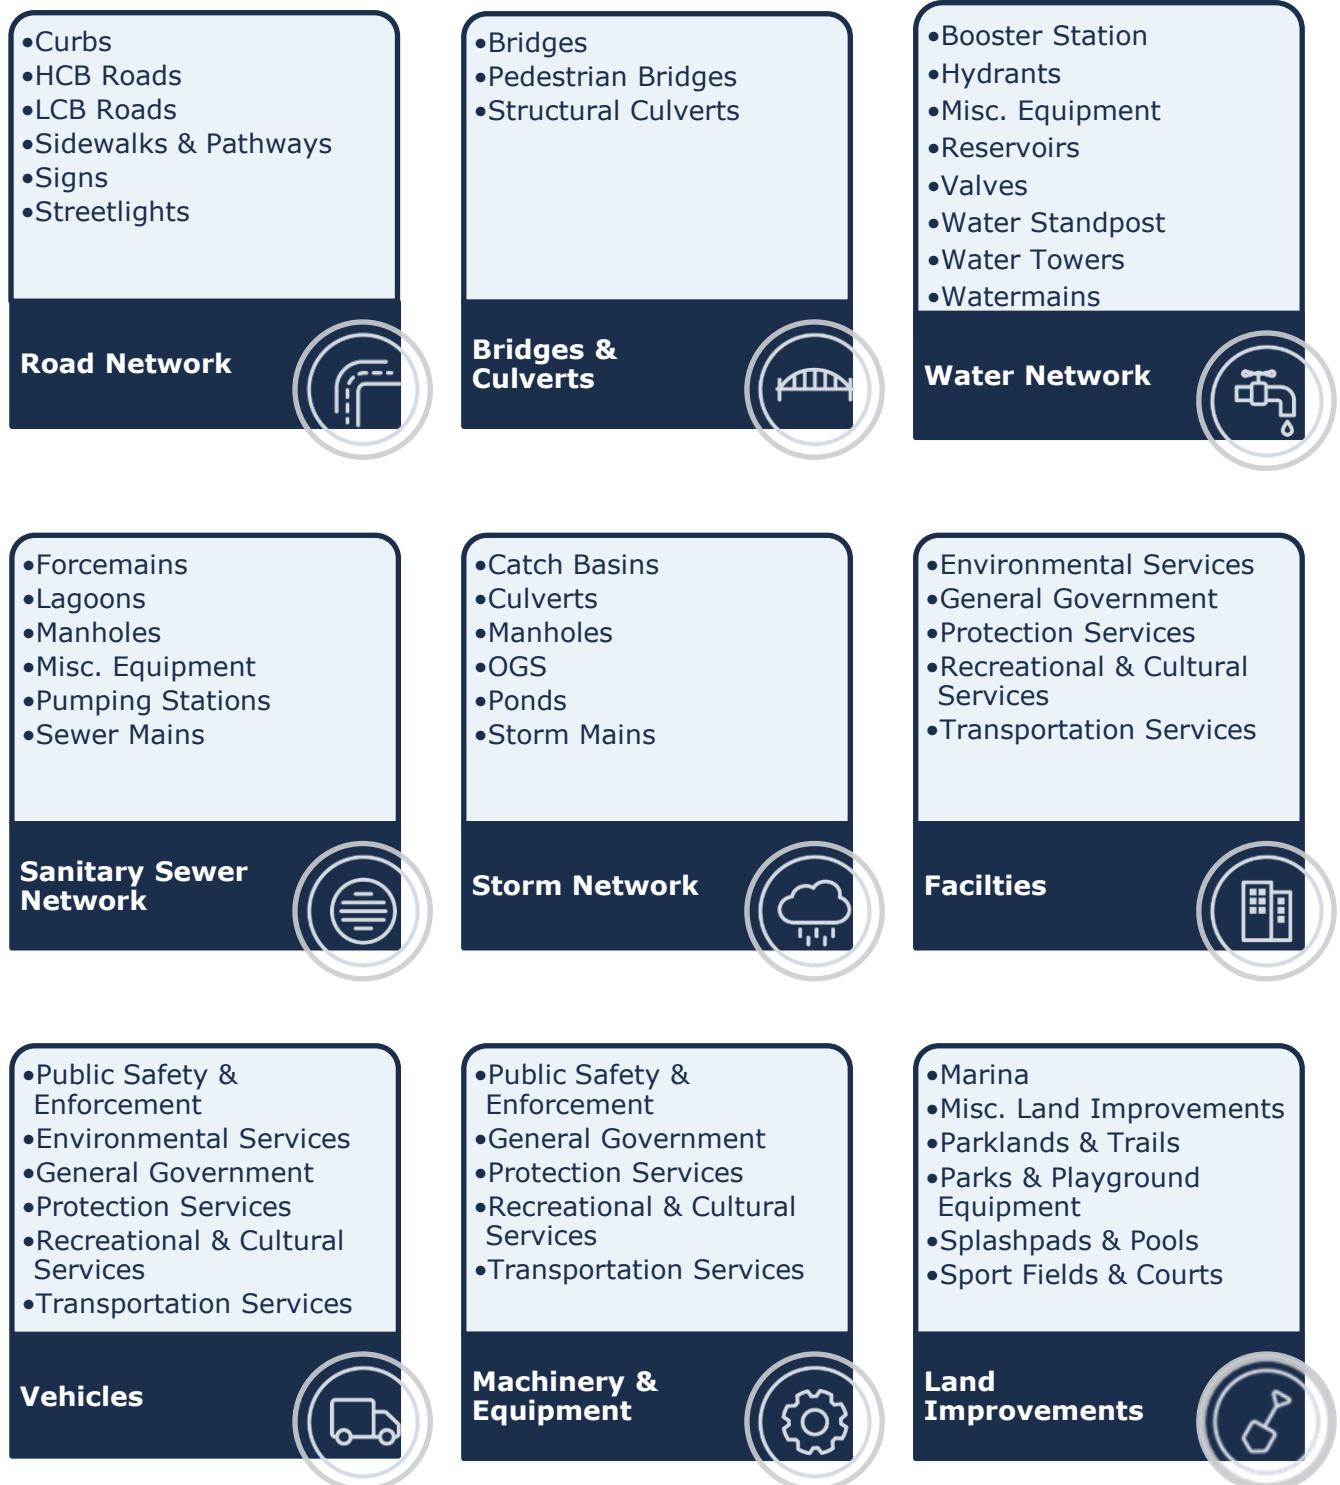 •Curbs
•HCB Roads
•LCB Roads
•Sidewalks & Pathways
•Signs
•Streetlights
Road Network
•Bridges
•Pedestrian Bridges
•Structural Culverts
Bridges &
Culverts
•Booster Station
•Hydrants
•Misc. Equipment
•Reservoirs
•Valves
•Water Standpost
•Water Towers
•Watermains
Water Network
•Forcemains
•Lagoons
•Manholes
•Misc. Equipment
•Pumping Stations
•Sewer Mains
Sanitary Sewer
Network
•Catch Basins
•Culverts
•Manholes
•OGS
•Ponds
•Storm Mains
Storm Network
•Environmental Services
•General Government
•Protection Services
•Recreational & Cultural
Services
•Transportation Services
Facilties
•Public Safety &
Enforcement
•Environmental Services
•General Government
•Protection Services
•Recreational & Cultural
Services
•Transportation Services
Vehicles
•Public Safety &
Enforcement
•General Government
•Protection Services
•Recreational & Cultural
Services
•Transportation Services
Machinery &
Equipment
•Marina
•Misc. Land Improvements
•Parklands & Trails
•Parks & Playground
Equipment
•Splashpads & Pools
•Sport Fields & Courts
Land
Improvements